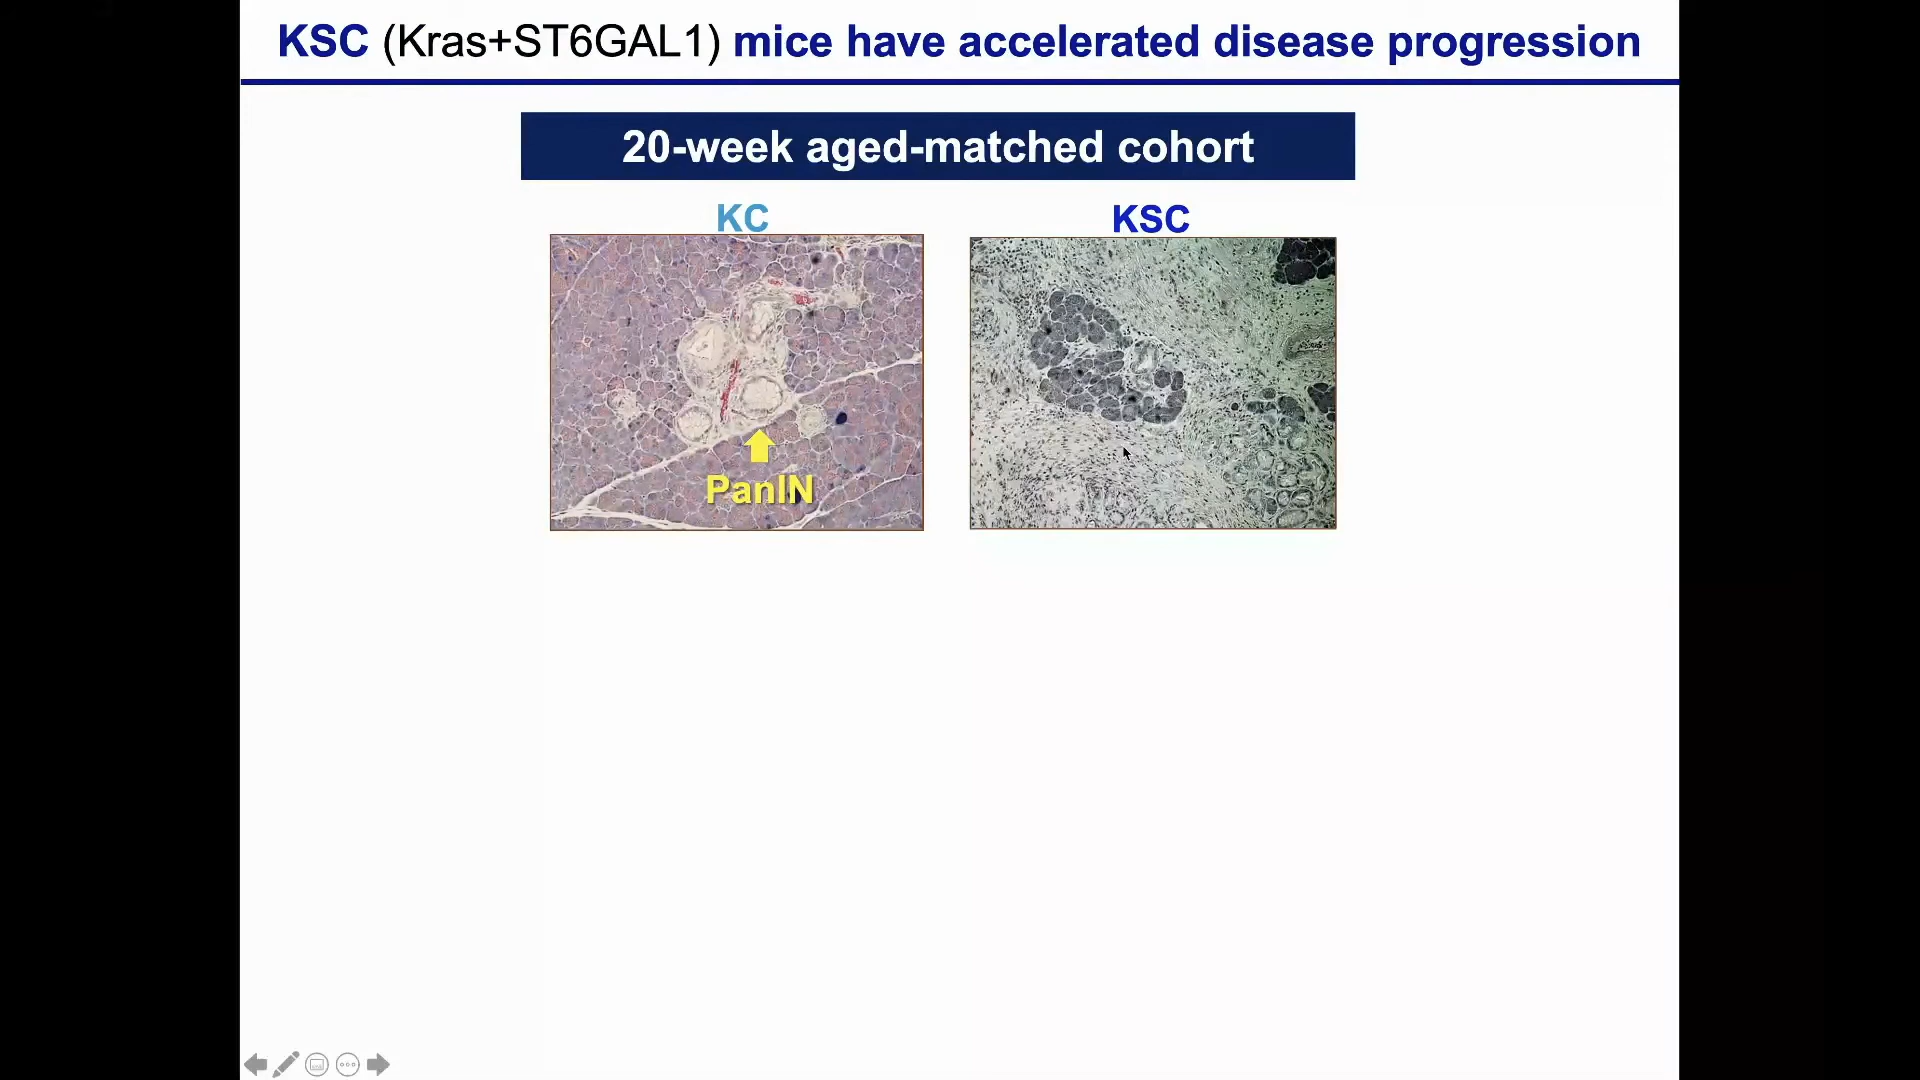 KSC (Kras+ST6GAL1) mice have accelerated disease progression
20-week aged-matched cohort
KC
KSC
PanIN